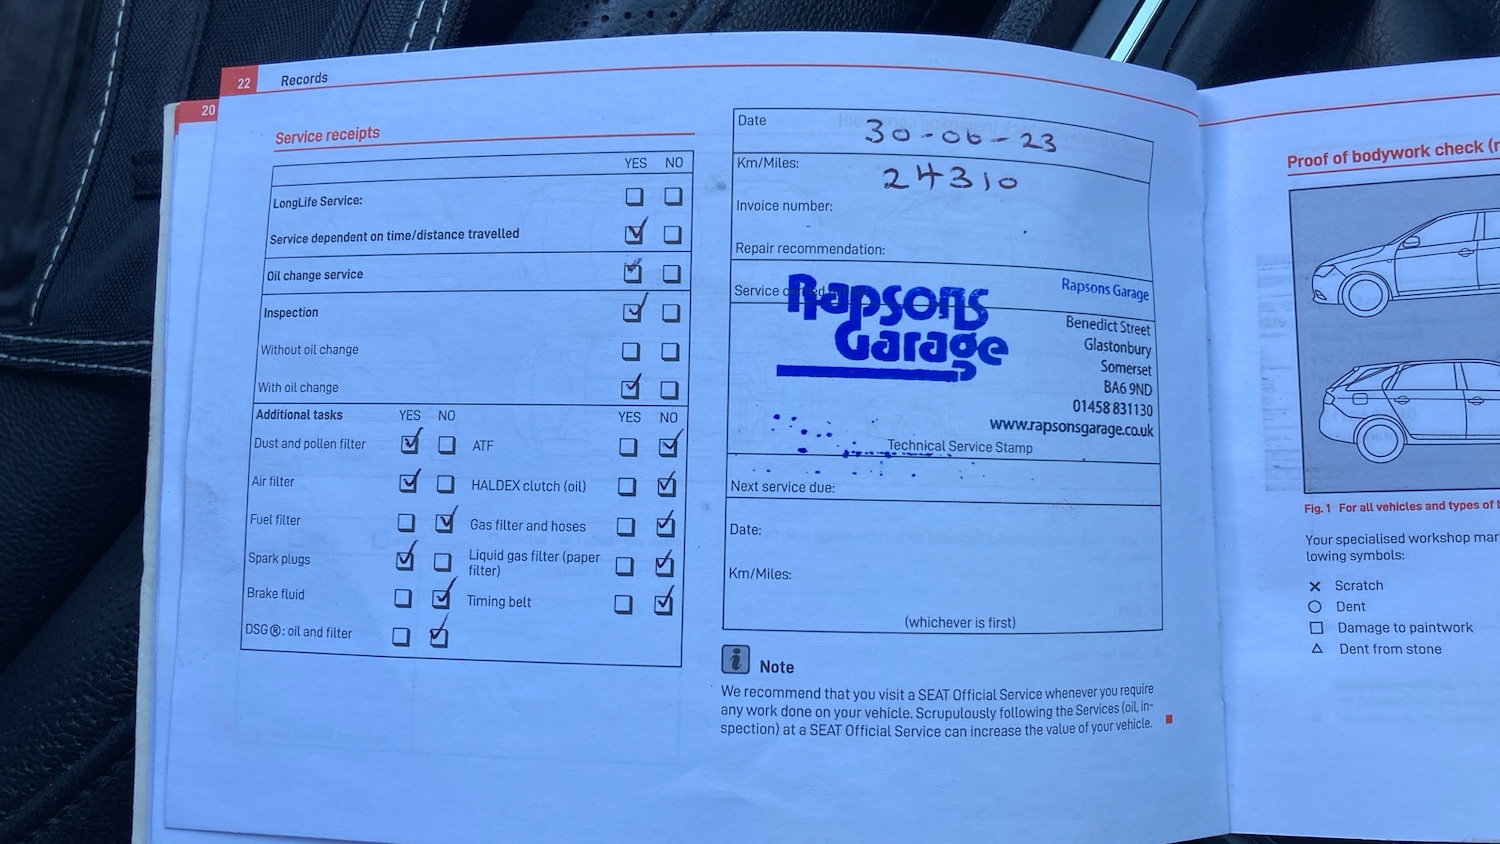 20
22 Records
Service receipts
YES NO
LongLife Service:
Service dependent on time/distance travelled
Oil change service
Inspection
Without oil change
With oil change
Additional tasks YES NO YES NO
Dust and pollen filter ATF
Air filter HALDEX clutch (oil)
Fuel filter Gas filter and hoses
Spark plugs Liquid gas filter (paper
filter)
Brake fluid Timing belt
DSG®: oil and filter
Date 30-06-23
Km/Miles: 24310
Invoice number:
Repair recommendation:
Service carried
Rapsons
Garage
Rapsons Garage
Benedict Street
Glastonbury
Somerset
BA6 9ND
01458 831130
www.rapsonsgarage.co.uk
Technical Service Stamp
Next service due:
Date:
Km/Miles:
(whichever is first)
i Note
We recommend that you visit a SEAT Official Service whenever you require
any work done on your vehicle. Scrupulously following the Services (oil, in-
spection) at a SEAT Official Service can increase the value of your vehicle.
Proof of bodywork check (
Fig. 1 For all vehicles and types of
Your specialised workshop
lowing symbols:
Scratch
Dent
Damage to paintwork
Dent from stone